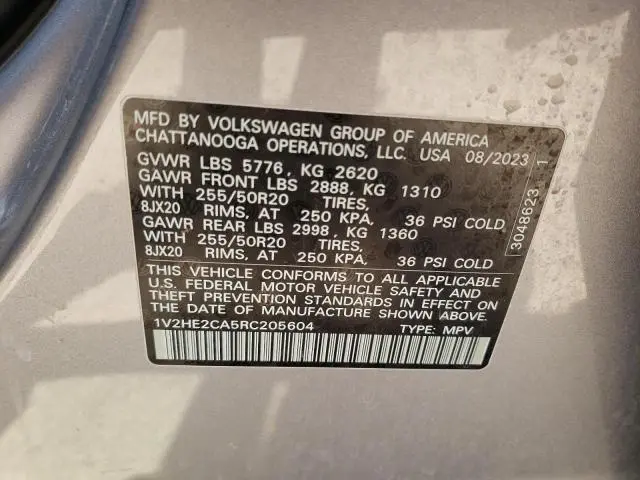 MFD BY VOLKSWAGEN GROUP OF AMERICA
CHATTANOOGA OPERATIONS, LLC. USA 08/2023
GVWR LBS 5776 , KG 2620
GAWR FRONT LBS 2888, KG 1310
WITH 255/50R20 TIRES,
8JX20 RIMS, AT 250 KPA, 36 PSI COLD
GAWR REAR LBS 2998, KG 1360
WITH 255/50R20 TIRES,
8JX20 RIMS, AT 250 KPA, 36 PSI COLD
THIS VEHICLE CONFORMS TO ALL APPLICABLE
U.S. FEDERAL MOTOR VEHICLE SAFETY AND
THEFT PREVENTION STANDARDS IN EFFECT ON
THE DATE OF MANUFACTURE SHOWN ABOVE.
1V2HE2CA5RC205604 TYPE: MPV
3048623 1